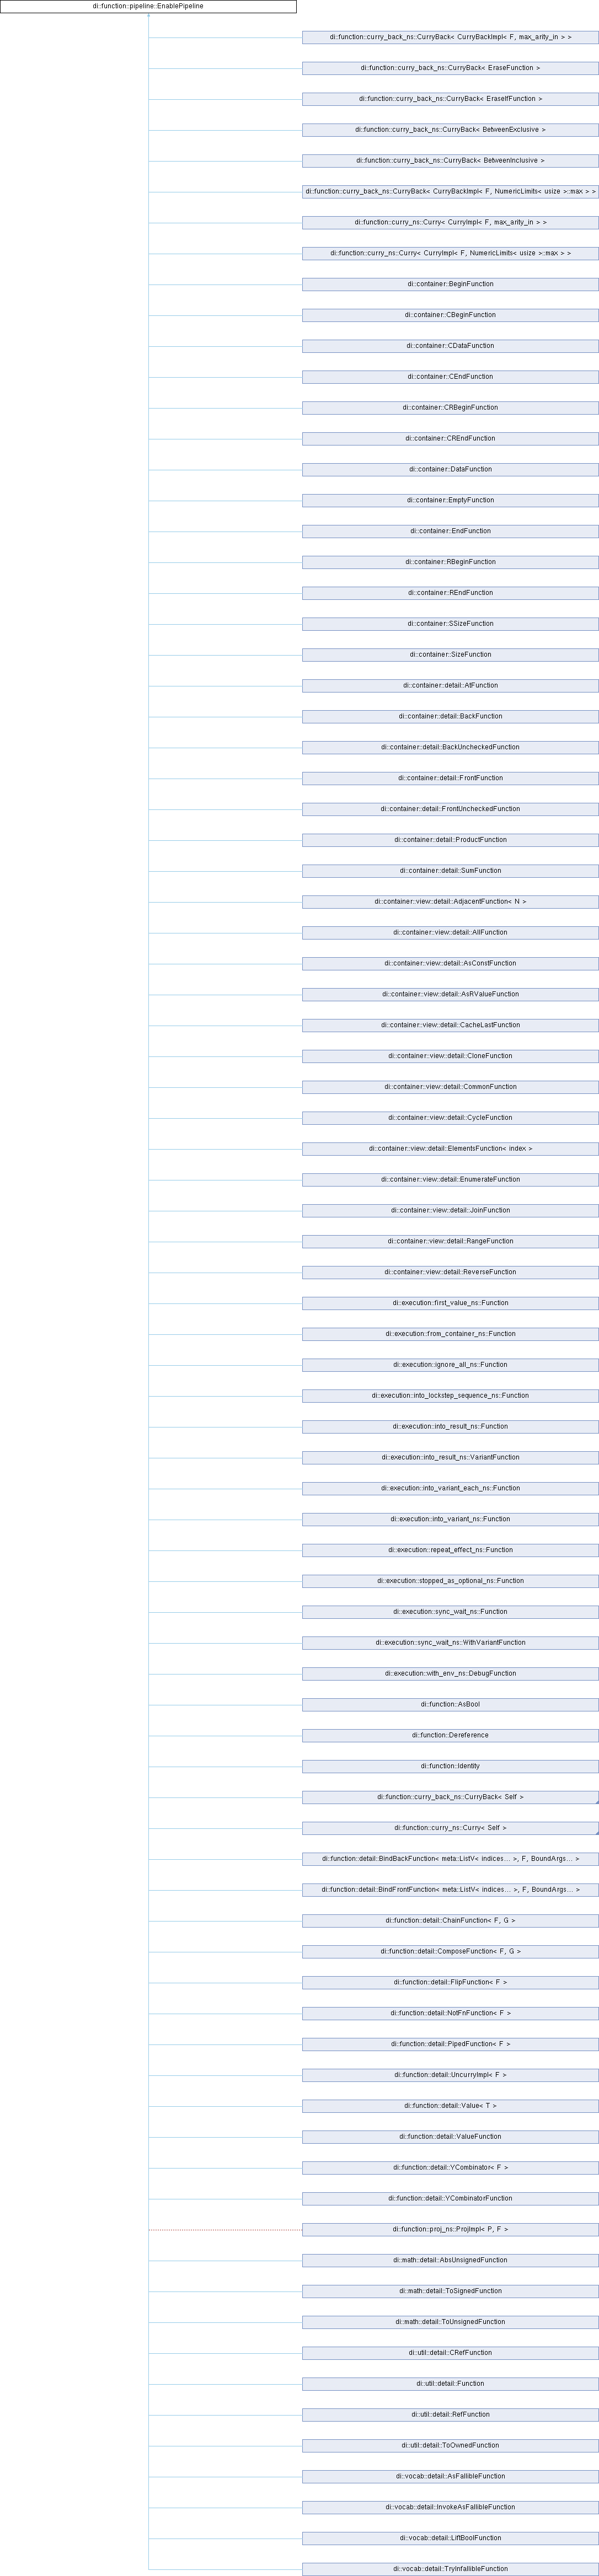 di::function::pipeline::EnablePipeline
di::function::curry_back_ns::CurryBack< CurryBackImpl< F, max_arity_in > >
di::function::curry_back_ns::CurryBack< EraseFunction >
di::function::curry_back_ns::CurryBack< EraseIfFunction >
di::function::curry_back_ns::CurryBack< BetweenExclusive >
di::function::curry_back_ns::CurryBack< BetweenInclusive >
di::function::curry_back_ns::CurryBack< CurryBackImpl< F, NumericLimits< usize >::max > >
di::function::curry_ns::Curry< CurryImpl< F, max_arity_in > >
di::function::curry_ns::Curry< CurryImpl< F, NumericLimits< usize >::max > >
di::container::BeginFunction
di::container::CBeginFunction
di::container::CDataFunction
di::container::CEndFunction
di::container::CRBeginFunction
di::container::CREndFunction
di::container::DataFunction
di::container::EmptyFunction
di::container::EndFunction
di::container::RBeginFunction
di::container::REndFunction
di::container::SSizeFunction
di::container::SizeFunction
di::container::detail::AtFunction
di::container::detail::BackFunction
di::container::detail::BackUncheckedFunction
di::container::detail::FrontFunction
di::container::detail::FrontUncheckedFunction
di::container::detail::ProductFunction
di::container::detail::SumFunction
di::container::view::detail::AdjacentFunction< N >
di::container::view::detail::AllFunction
di::container::view::detail::AsConstFunction
di::container::view::detail::AsRValueFunction
di::container::view::detail::CacheLastFunction
di::container::view::detail::CloneFunction
di::container::view::detail::CommonFunction
di::container::view::detail::CycleFunction
di::container::view::detail::ElementsFunction< index >
di::container::view::detail::EnumerateFunction
di::container::view::detail::JoinFunction
di::container::view::detail::RangeFunction
di::container::view::detail::ReverseFunction
di::execution::first_value_ns::Function
di::execution::from_container_ns::Function
di::execution::ignore_all_ns::Function
di::execution::into_lockstep_sequence_ns::Function
di::execution::into_result_ns::Function
di::execution::into_result_ns::VariantFunction
di::execution::into_variant_each_ns::Function
di::execution::into_variant_ns::Function
di::execution::repeat_effect_ns::Function
di::execution::stopped_as_optional_ns::Function
di::execution::sync_wait_ns::Function
di::execution::sync_wait_ns::WithVariantFunction
di::execution::with_env_ns::DebugFunction
di::function::AsBool
di::function::Dereference
di::function::Identity
di::function::curry_back_ns::CurryBack< Self >
di::function::curry_ns::Curry< Self >
di::function::detail::BindBackFunction< meta::ListV< indices... >, F, BoundArgs... >
di::function::detail::BindFrontFunction< meta::ListV< indices... >, F, BoundArgs... >
di::function::detail::ChainFunction< F, G >
di::function::detail::ComposeFunction< F, G >
di::function::detail::FlipFunction< F >
di::function::detail::NotFnFunction< F >
di::function::detail::PipedFunction< F >
di::function::detail::UncurryImpl< F >
di::function::detail::Value< T >
di::function::detail::ValueFunction
di::function::detail::YCombinator< F >
di::function::detail::YCombinatorFunction
di::function::proj_ns::ProjImpl< P, F >
di::math::detail::AbsUnsignedFunction
di::math::detail::ToSignedFunction
di::math::detail::ToUnsignedFunction
di::util::detail::CRefFunction
di::util::detail::Function
di::util::detail::RefFunction
di::util::detail::ToOwnedFunction
di::vocab::detail::AsFallibleFunction
di::vocab::detail::InvokeAsFallibleFunction
di::vocab::detail::LiftBoolFunction
di::vocab::detail::TryInfallibleFunction